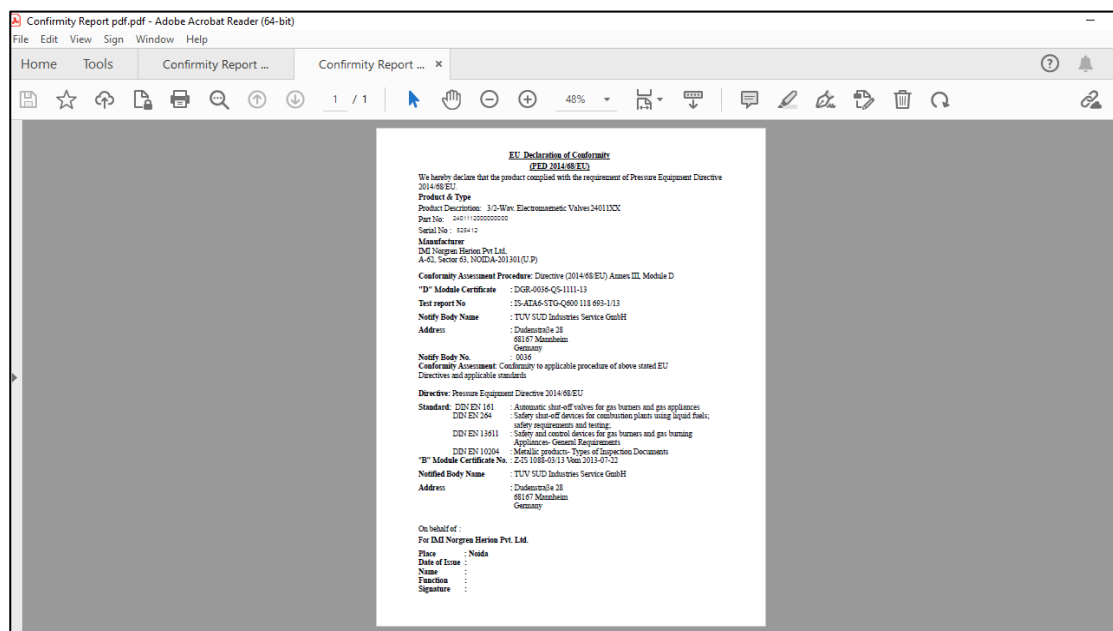 Confirmity Report pdf.pdf - Adobe Acrobat Reader (64-bit)
File Edit View Sign Window Help
Home Tools Confirmity Report ... Confirmity Report ... ×
1 / 1 48%
EU Declaration of Conformity
(PED 2014/68/EU)
We hereby declare that the product complied with the requirement of Pressure Equipment Directive
2014/68/EU.
Product & Type
Product Description: 3/2-Way. Electromagnetic Valves 24011XX
Part No: 2401112000000000
Serial No : 525412
Manufacturer
IMI Norgren Herion Pvt Ltd,
A-62, Sector 63, NOIDA-201301(U.P)
Conformity Assessment Procedure: Directive (2014/68/EU) Annex III, Module D
"D" Module Certificate : DGR-0036-QS-1111-13
Test report No : IS-ATA6-STG-Q600 118 693-1/13
Notify Body Name : TUV SUD Industries Service GmbH
Address : Dudenstraße 28
68167 Mannheim
Germany
Notify Body No. : 0036
Conformity Assessment: Conformity to applicable procedure of above stated EU
Directives and applicable standards
Directive: Pressure Equipment Directive 2014/68/EU
Standard: DIN EN 161 : Automatic shut-off valves for gas burners and gas appliances
DIN EN 264 : Safety shut-off devices for combustion plants using liquid fuels;
safety requirements and testing;
DIN EN 13611 : Safety and control devices for gas burners and gas burning
Appliances- General Requirements
DIN EN 10204 : Metallic products- Types of Inspection Documents
"B" Module Certificate No. : Z-IS 1088-03/13 Vom 2013-07-22
Notified Body Name : TUV SUD Industries Service GmbH
Address : Dudenstraße 28
68167 Mannheim
Germany
On behalf of :
For IMI Norgren Herion Pvt. Ltd.
Place : Noida
Date of Issue :
Name :
Function :
Signature :